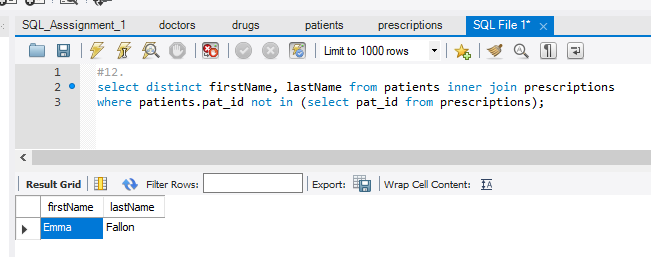 SQL_Asssignment_1 doctors drugs patients prescriptions SQL File 1*
Limit to 1000 rows
1 #12.
2 select distinct firstName, lastName from patients inner join prescriptions
3 where patients.pat_id not in (select pat_id from prescriptions);
Result Grid Filter Rows: Export: Wrap Cell Content:
firstName lastName
Emma Fallon